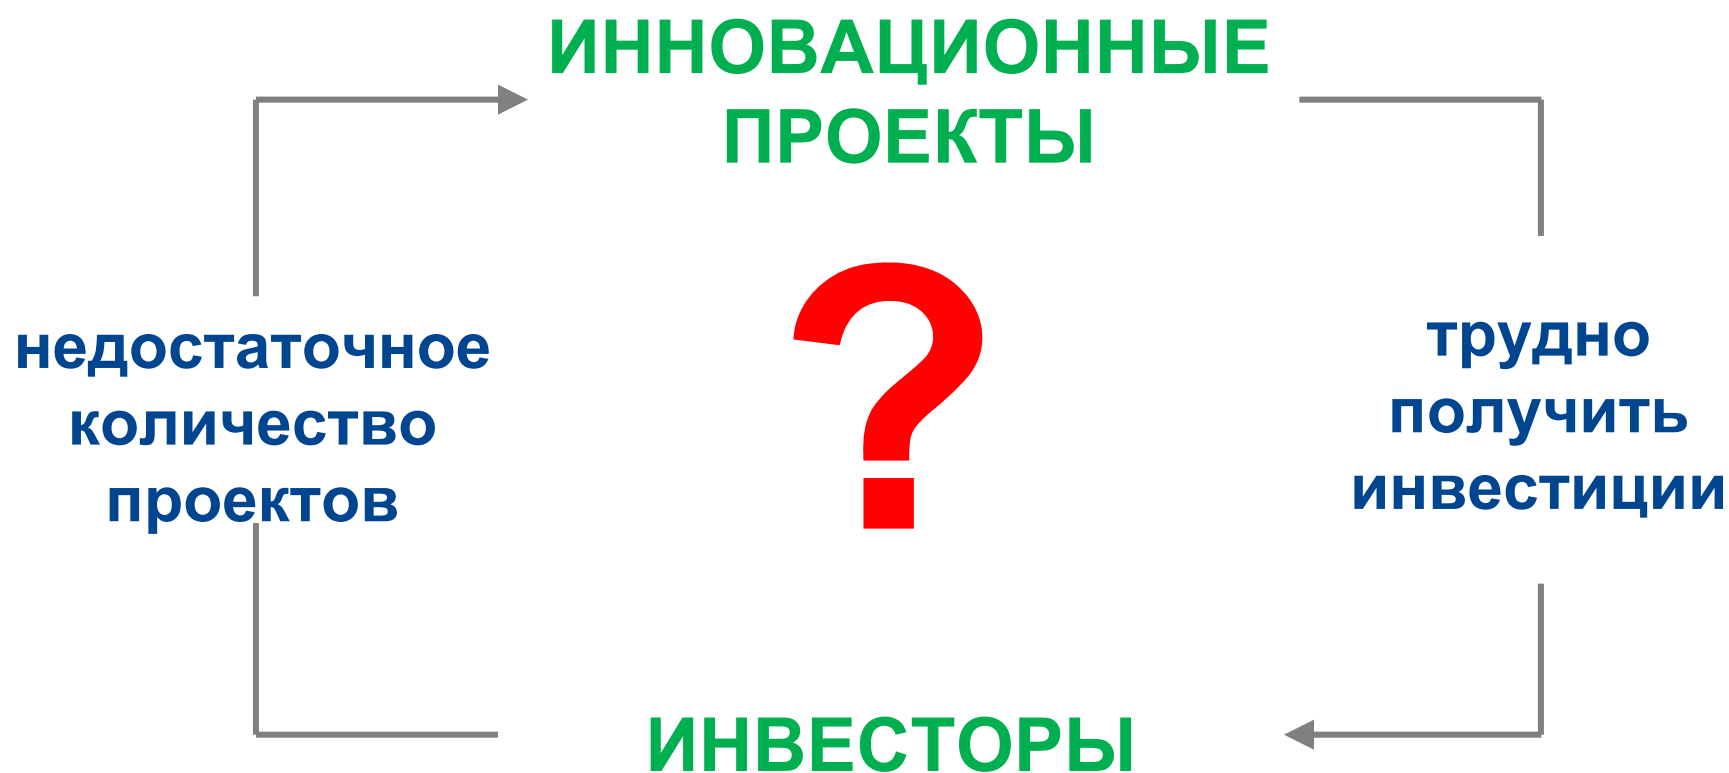 ИННОВАЦИОННЫЕ
ПРОЕКТЫ
недостаточное
количество
проектов
?
трудно
получить
инвестиции
ИНВЕСТОРЫ